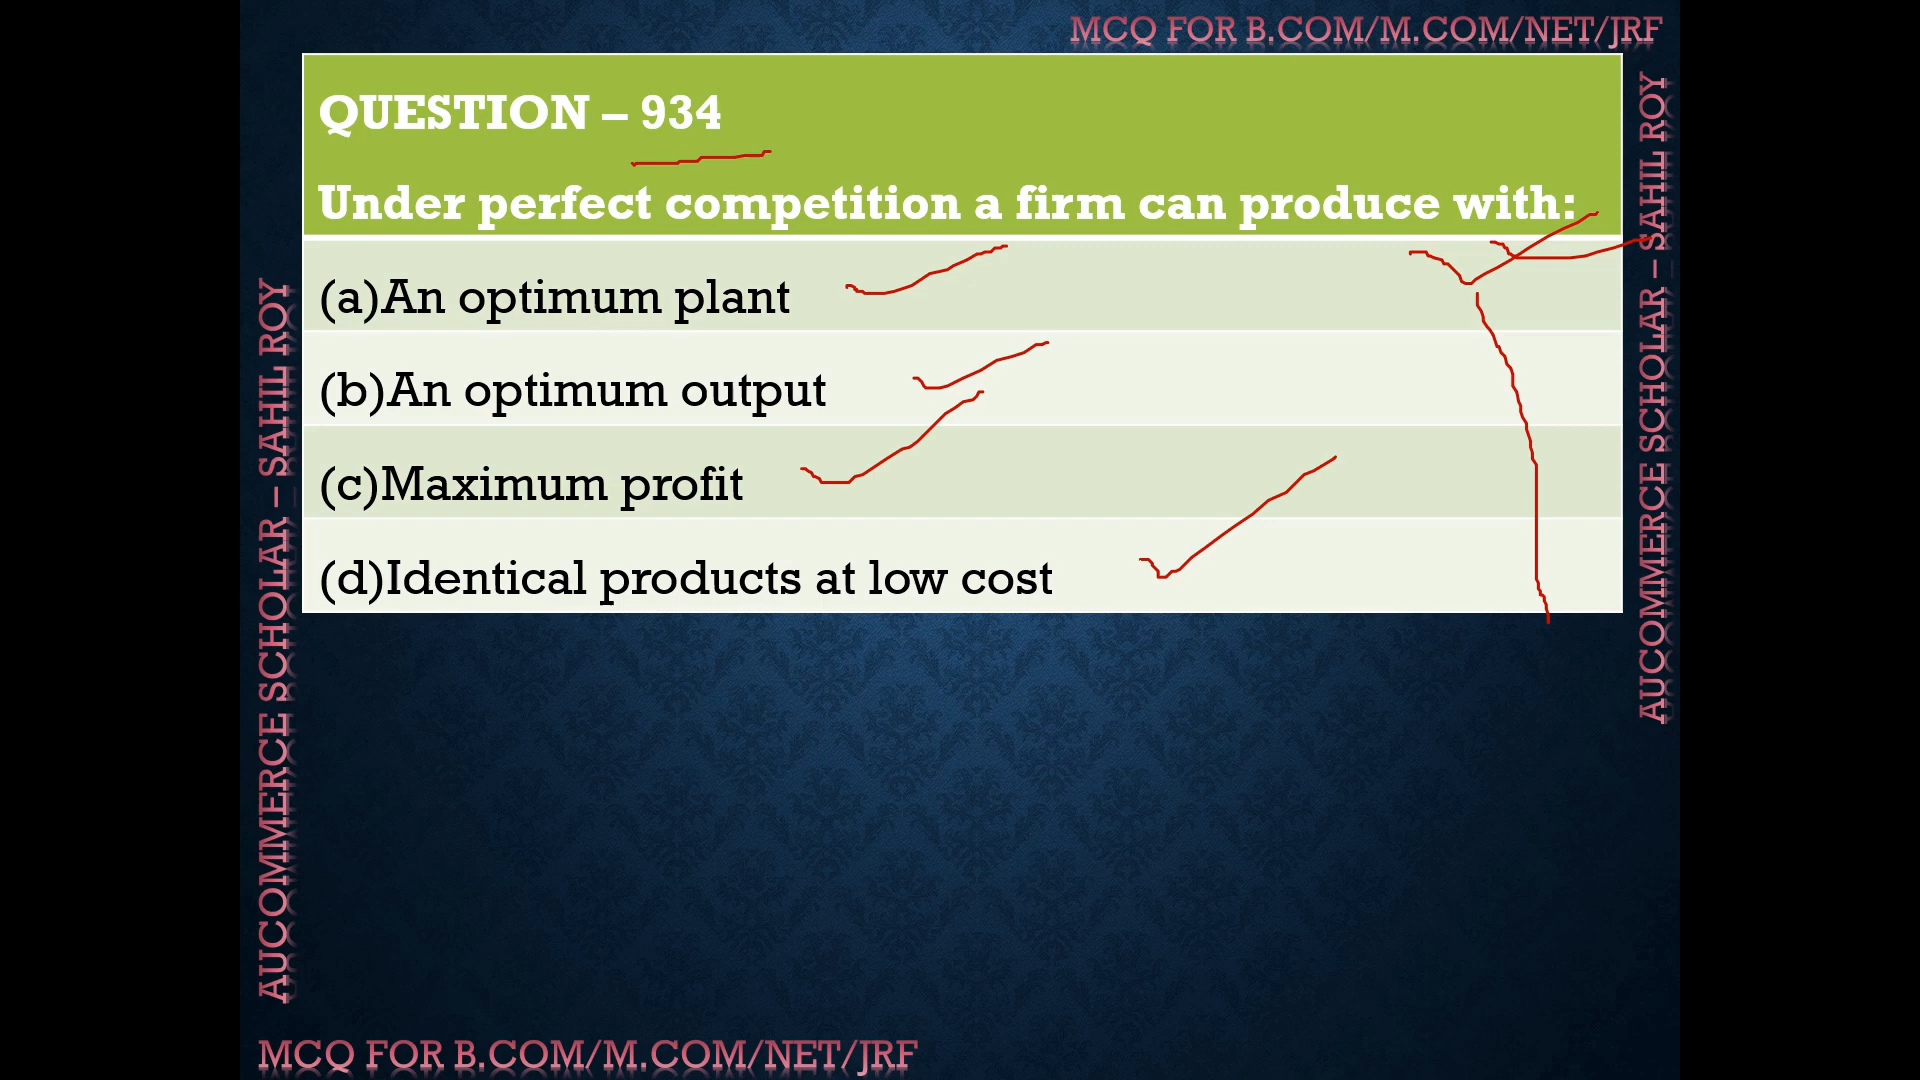 MCQ FOR B.COM/M.COM/NET/JRF
QUESTION – 934
Under perfect competition a firm can produce with:
(a)An optimum plant
(b)An optimum output
(c)Maximum profit
(d)Identical products at low cost
AUCOMMERCE SCHOLAR – SAHIL ROY
AUCOMMERCE SCHOLAR – SAHIL ROY
MCQ FOR B.COM/M.COM/NET/JRF